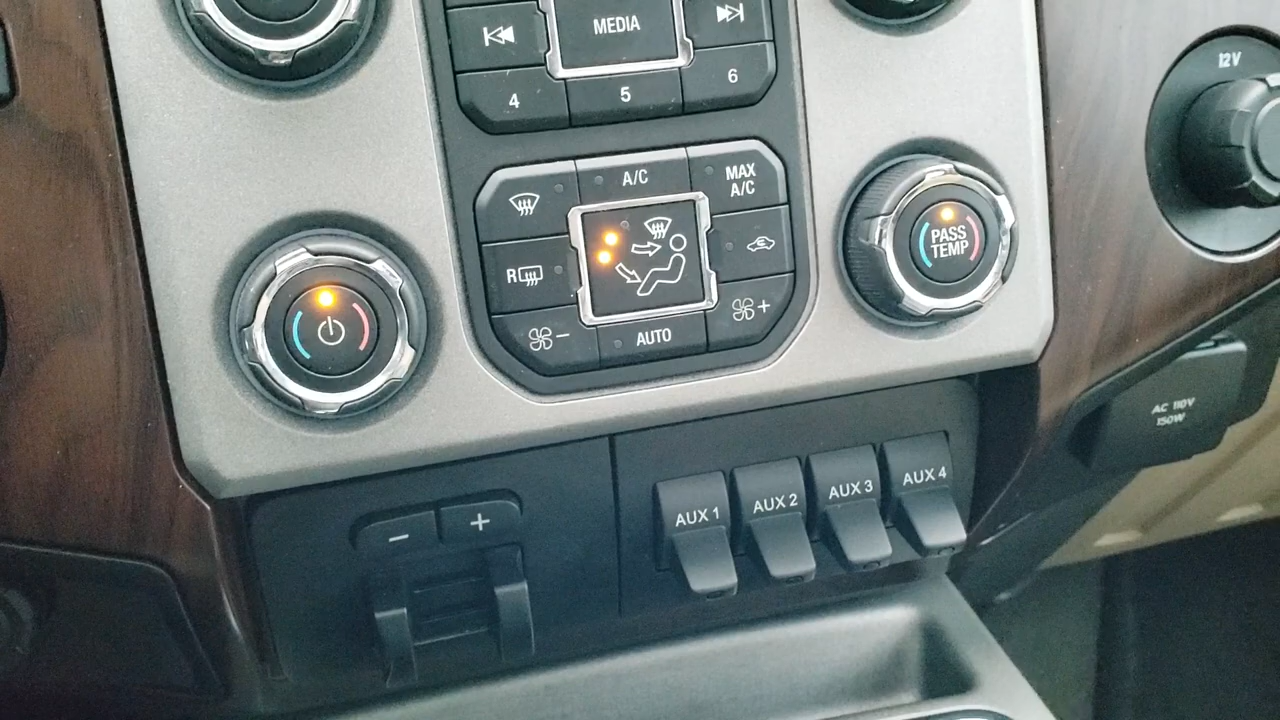 MEDIA
4
5
6
12V
A/C
MAX
A/C
R
-
AUTO
+
PASS
TEMP
AC 110V
150W
-
+
AUX 1
AUX 2
AUX 3
AUX 4